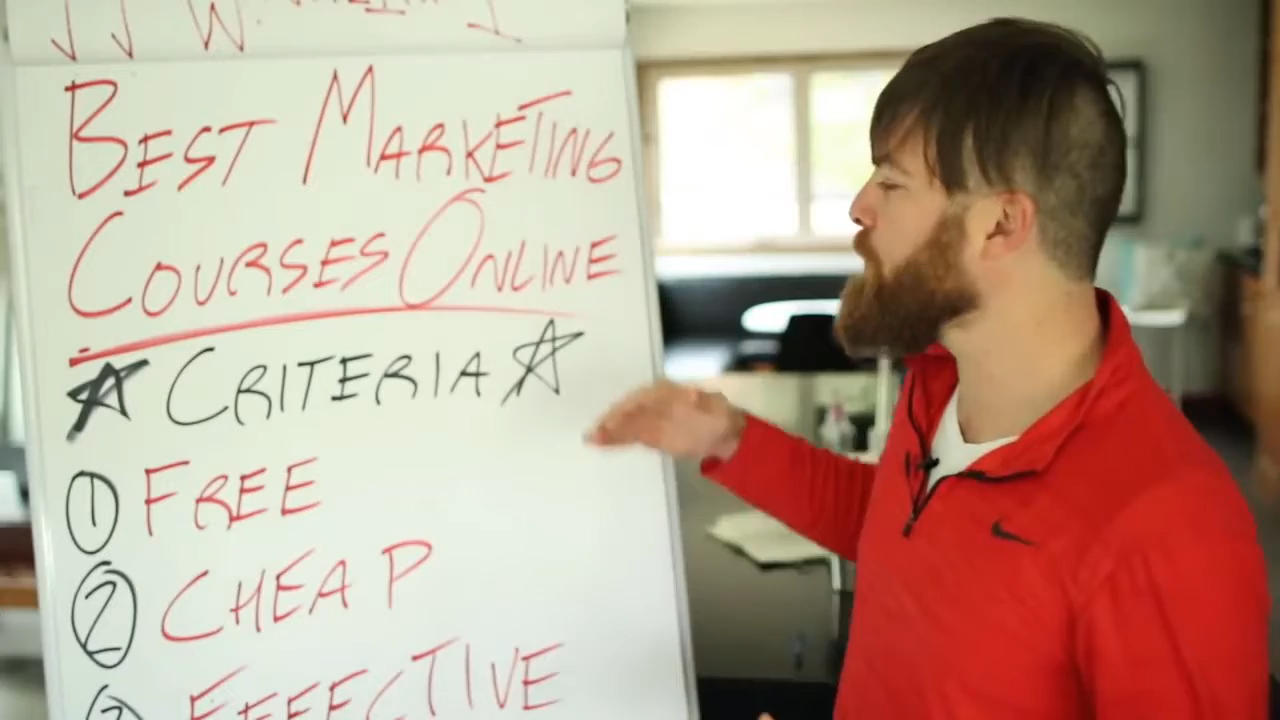 BEST MARKETING
COURSES ONLINE
CRITERIA
1 FREE
2 CHEAP
3 EFFECTIVE